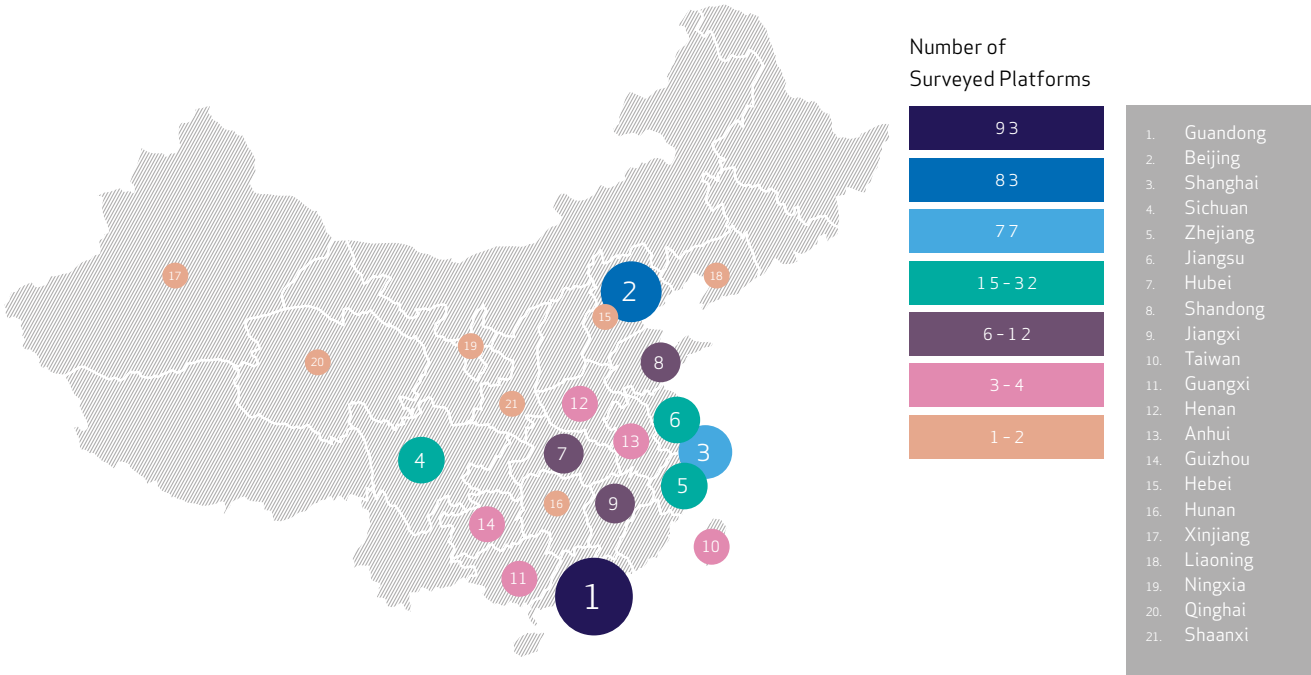 Number of
Surveyed Platforms
93
83
77
15-32
6-12
3-4
1-2
1. Guandong
2. Beijing
3. Shanghai
4. Sichuan
5. Zhejiang
6. Jiangsu
7. Hubei
8. Shandong
9. Jiangxi
10. Taiwan
11. Guangxi
12. Henan
13. Anhui
14. Guizhou
15. Hebei
16. Hunan
17. Xinjiang
18. Liaoning
19. Ningxia
20. Qinghai
21. Shaanxi
17
18
2
15
19
20
8
21
12
6
13
3
7
4
5
9
16
14
10
11
1